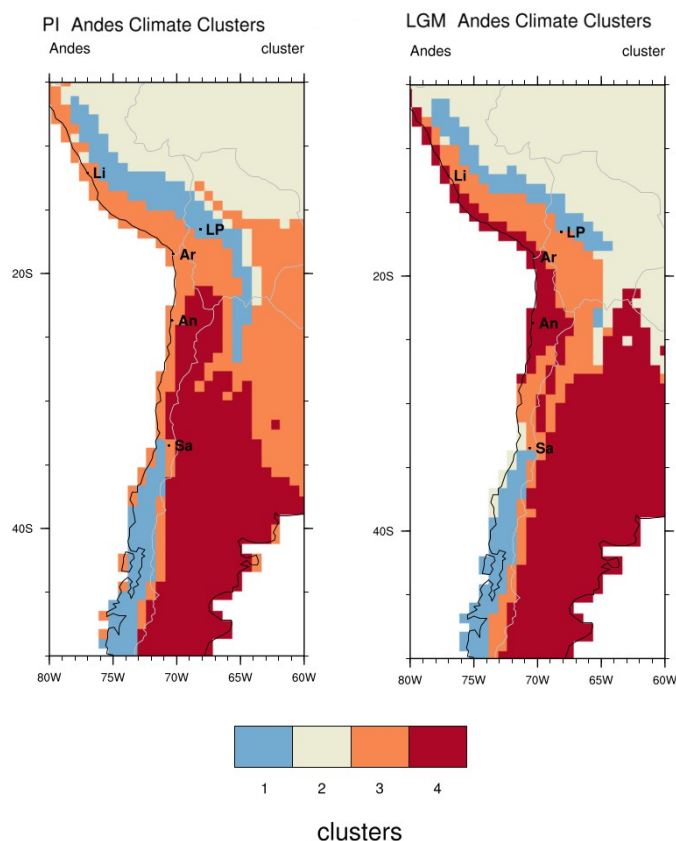 PI Andes Climate Clusters
Andes cluster
Li
LP
Ar
20S
An
Sa
40S
80W 75W 70W 65W 60W
LGM Andes Climate Clusters
Andes cluster
Li
LP
Ar
20S
An
Sa
40S
80W 75W 70W 65W 60W
1 2 3 4
clusters